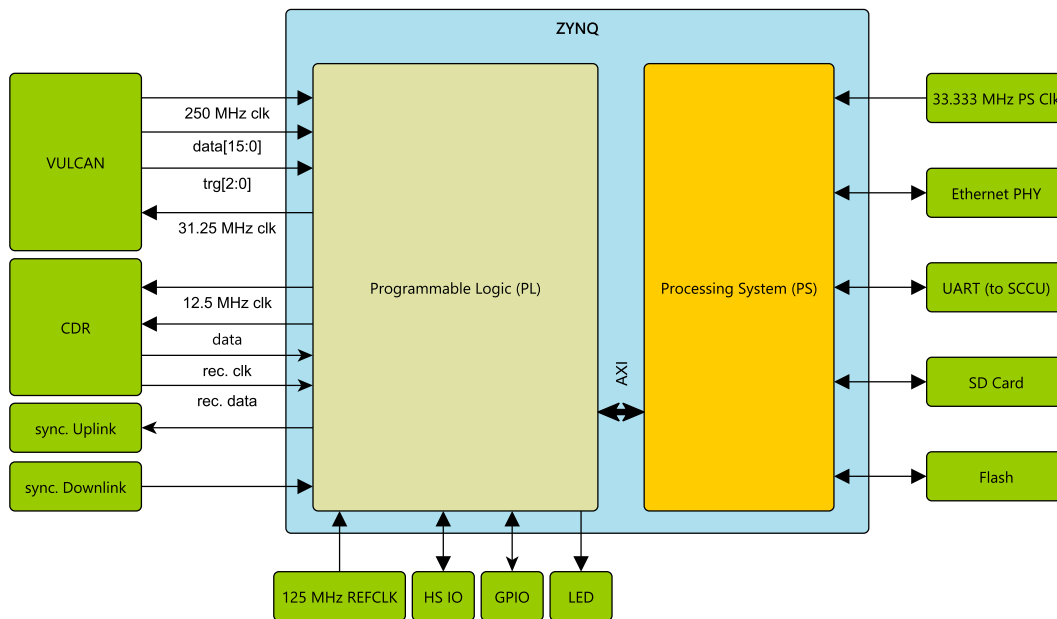 ZYNQ
VULCAN
250 MHz clk
data[15:0]
trg[2:0]
31.25 MHz clk
CDR
12.5 MHz clk
data
rec. clk
rec. data
sync. Uplink
sync. Downlink
Programmable Logic (PL)
AXI
Processing System (PS)
33.333 MHz PS Clk
Ethernet PHY
UART (to SCCU)
SD Card
Flash
125 MHz REFCLK
HS IO
GPIO
LED